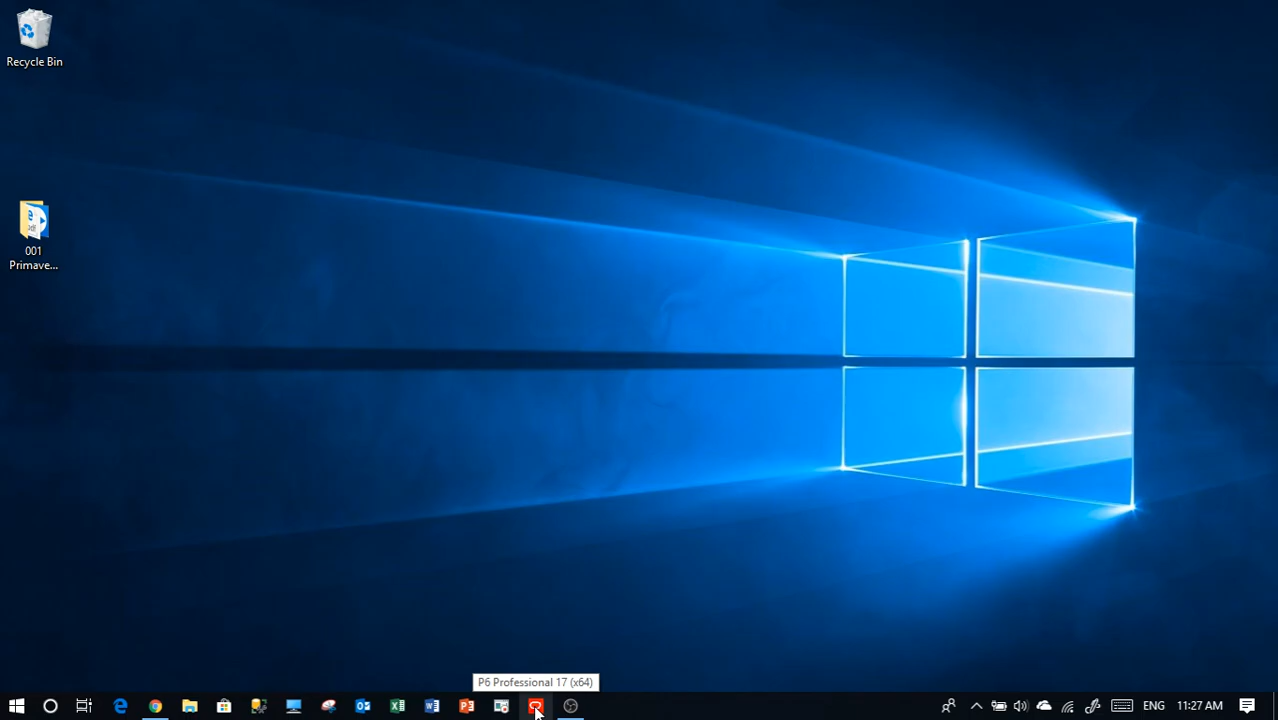 Recycle Bin
001
Primave...
P6 Professional 17 (x64)
ENG
11:27 AM